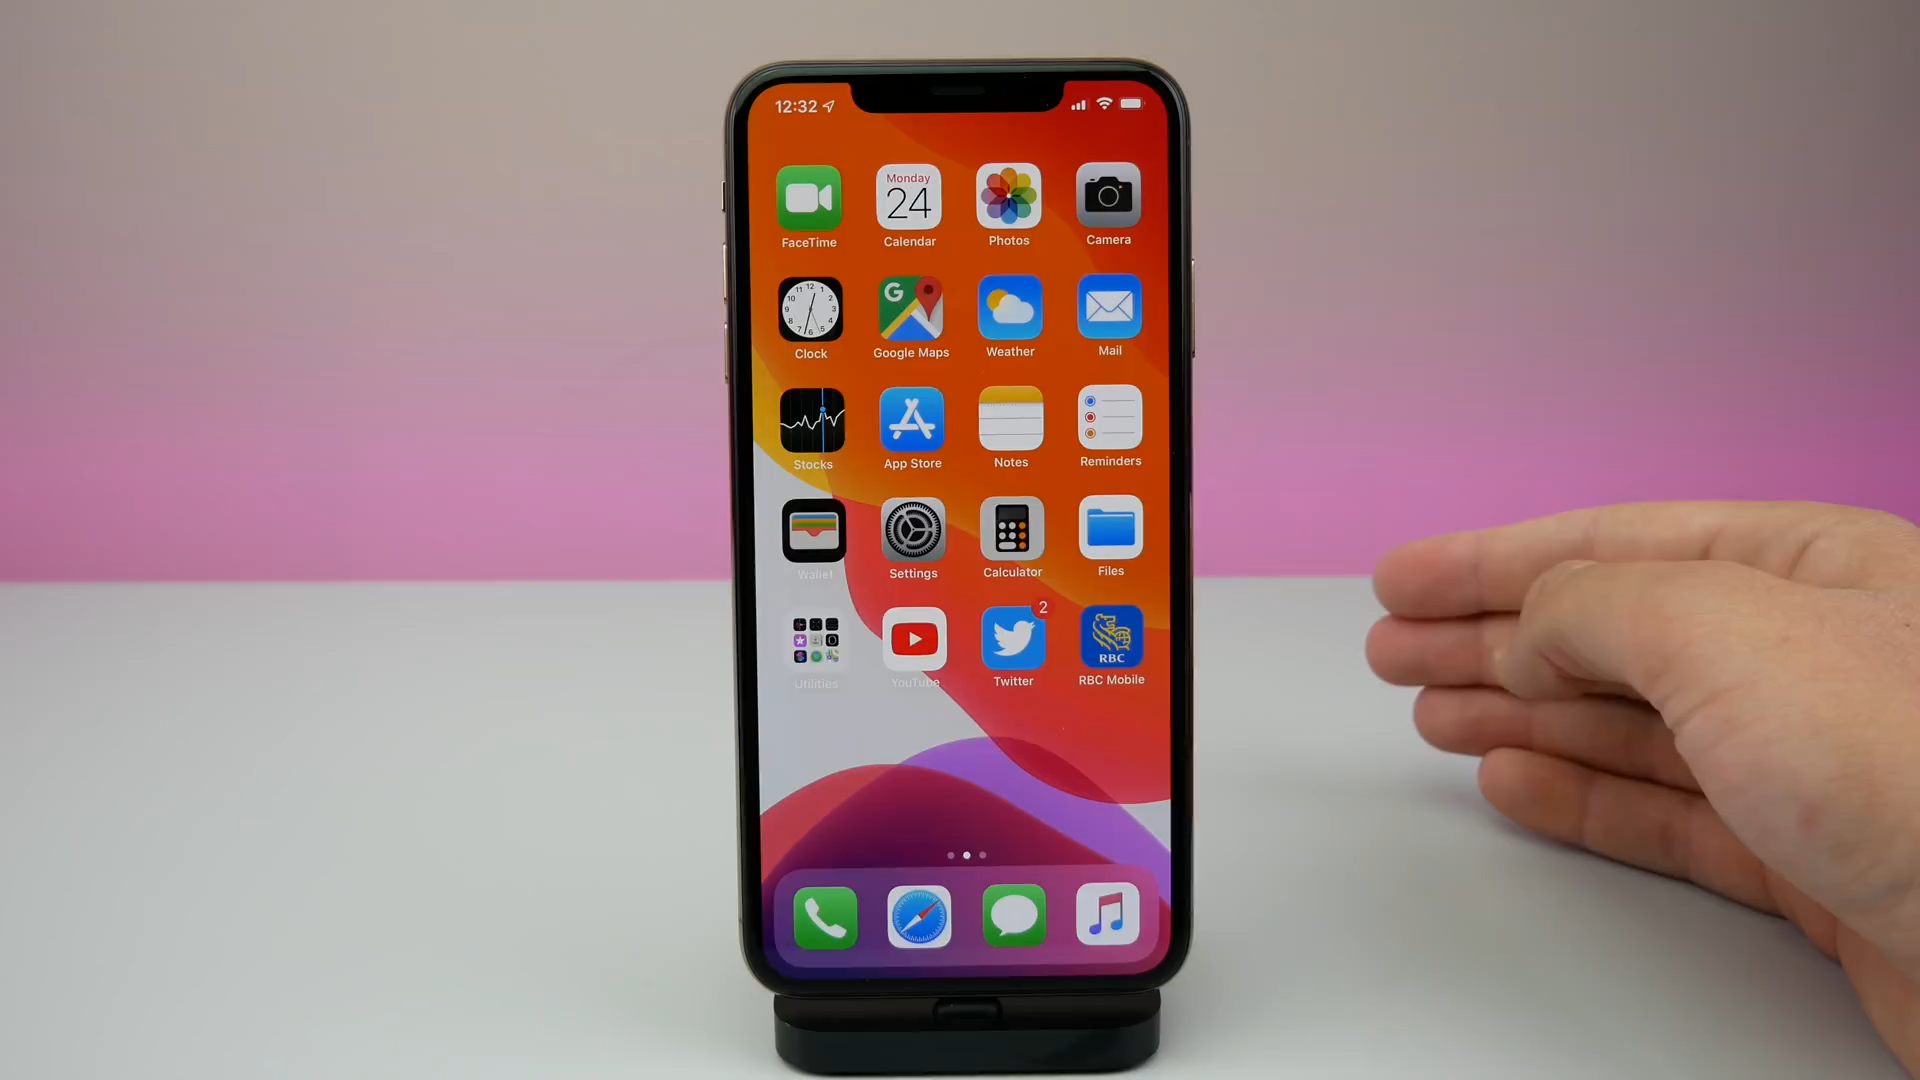 12:32
Monday
24
FaceTime
Calendar
Photos
Camera
G
Clock
Google Maps
Weather
Mail
Stocks
App Store
Notes
Reminders
Wallet
Settings
Calculator
Files
2
RBC
Utilities
YouTube
Twitter
RBC Mobile